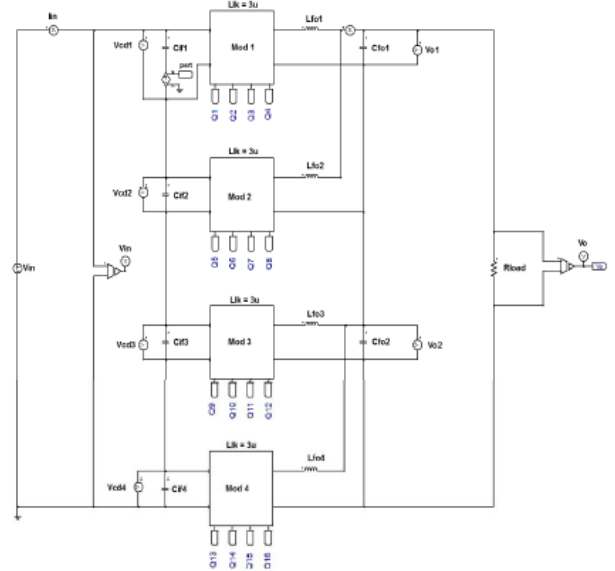 Iin
Llk = 3u
Lfo1
Vcd1
Cif1
Mod 1
Cfo1
Vo1
pert
Q1
Q2
Q3
Q4
Llk = 3u
Lfo2
Vcd2
Cif2
Mod 2
Q5
Q6
Q7
Q8
Vin
Vin
Rload
Vo
Vo
Llk = 3u
Lfo3
Vcd3
Cif3
Mod 3
Cfo2
Vo2
Q9
Q10
Q11
Q12
Llk = 3u
Lfo4
Vcd4
Cif4
Mod 4
Q13
Q14
Q15
Q16